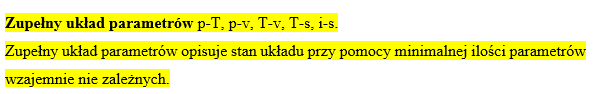 Zupełny układ parametrów p-T, p-v, T-v, T-s, i-s.
Zupełny układ parametrów opisuje stan układu przy pomocy minimalnej ilości parametrów
wzajemnie nie zależnych.